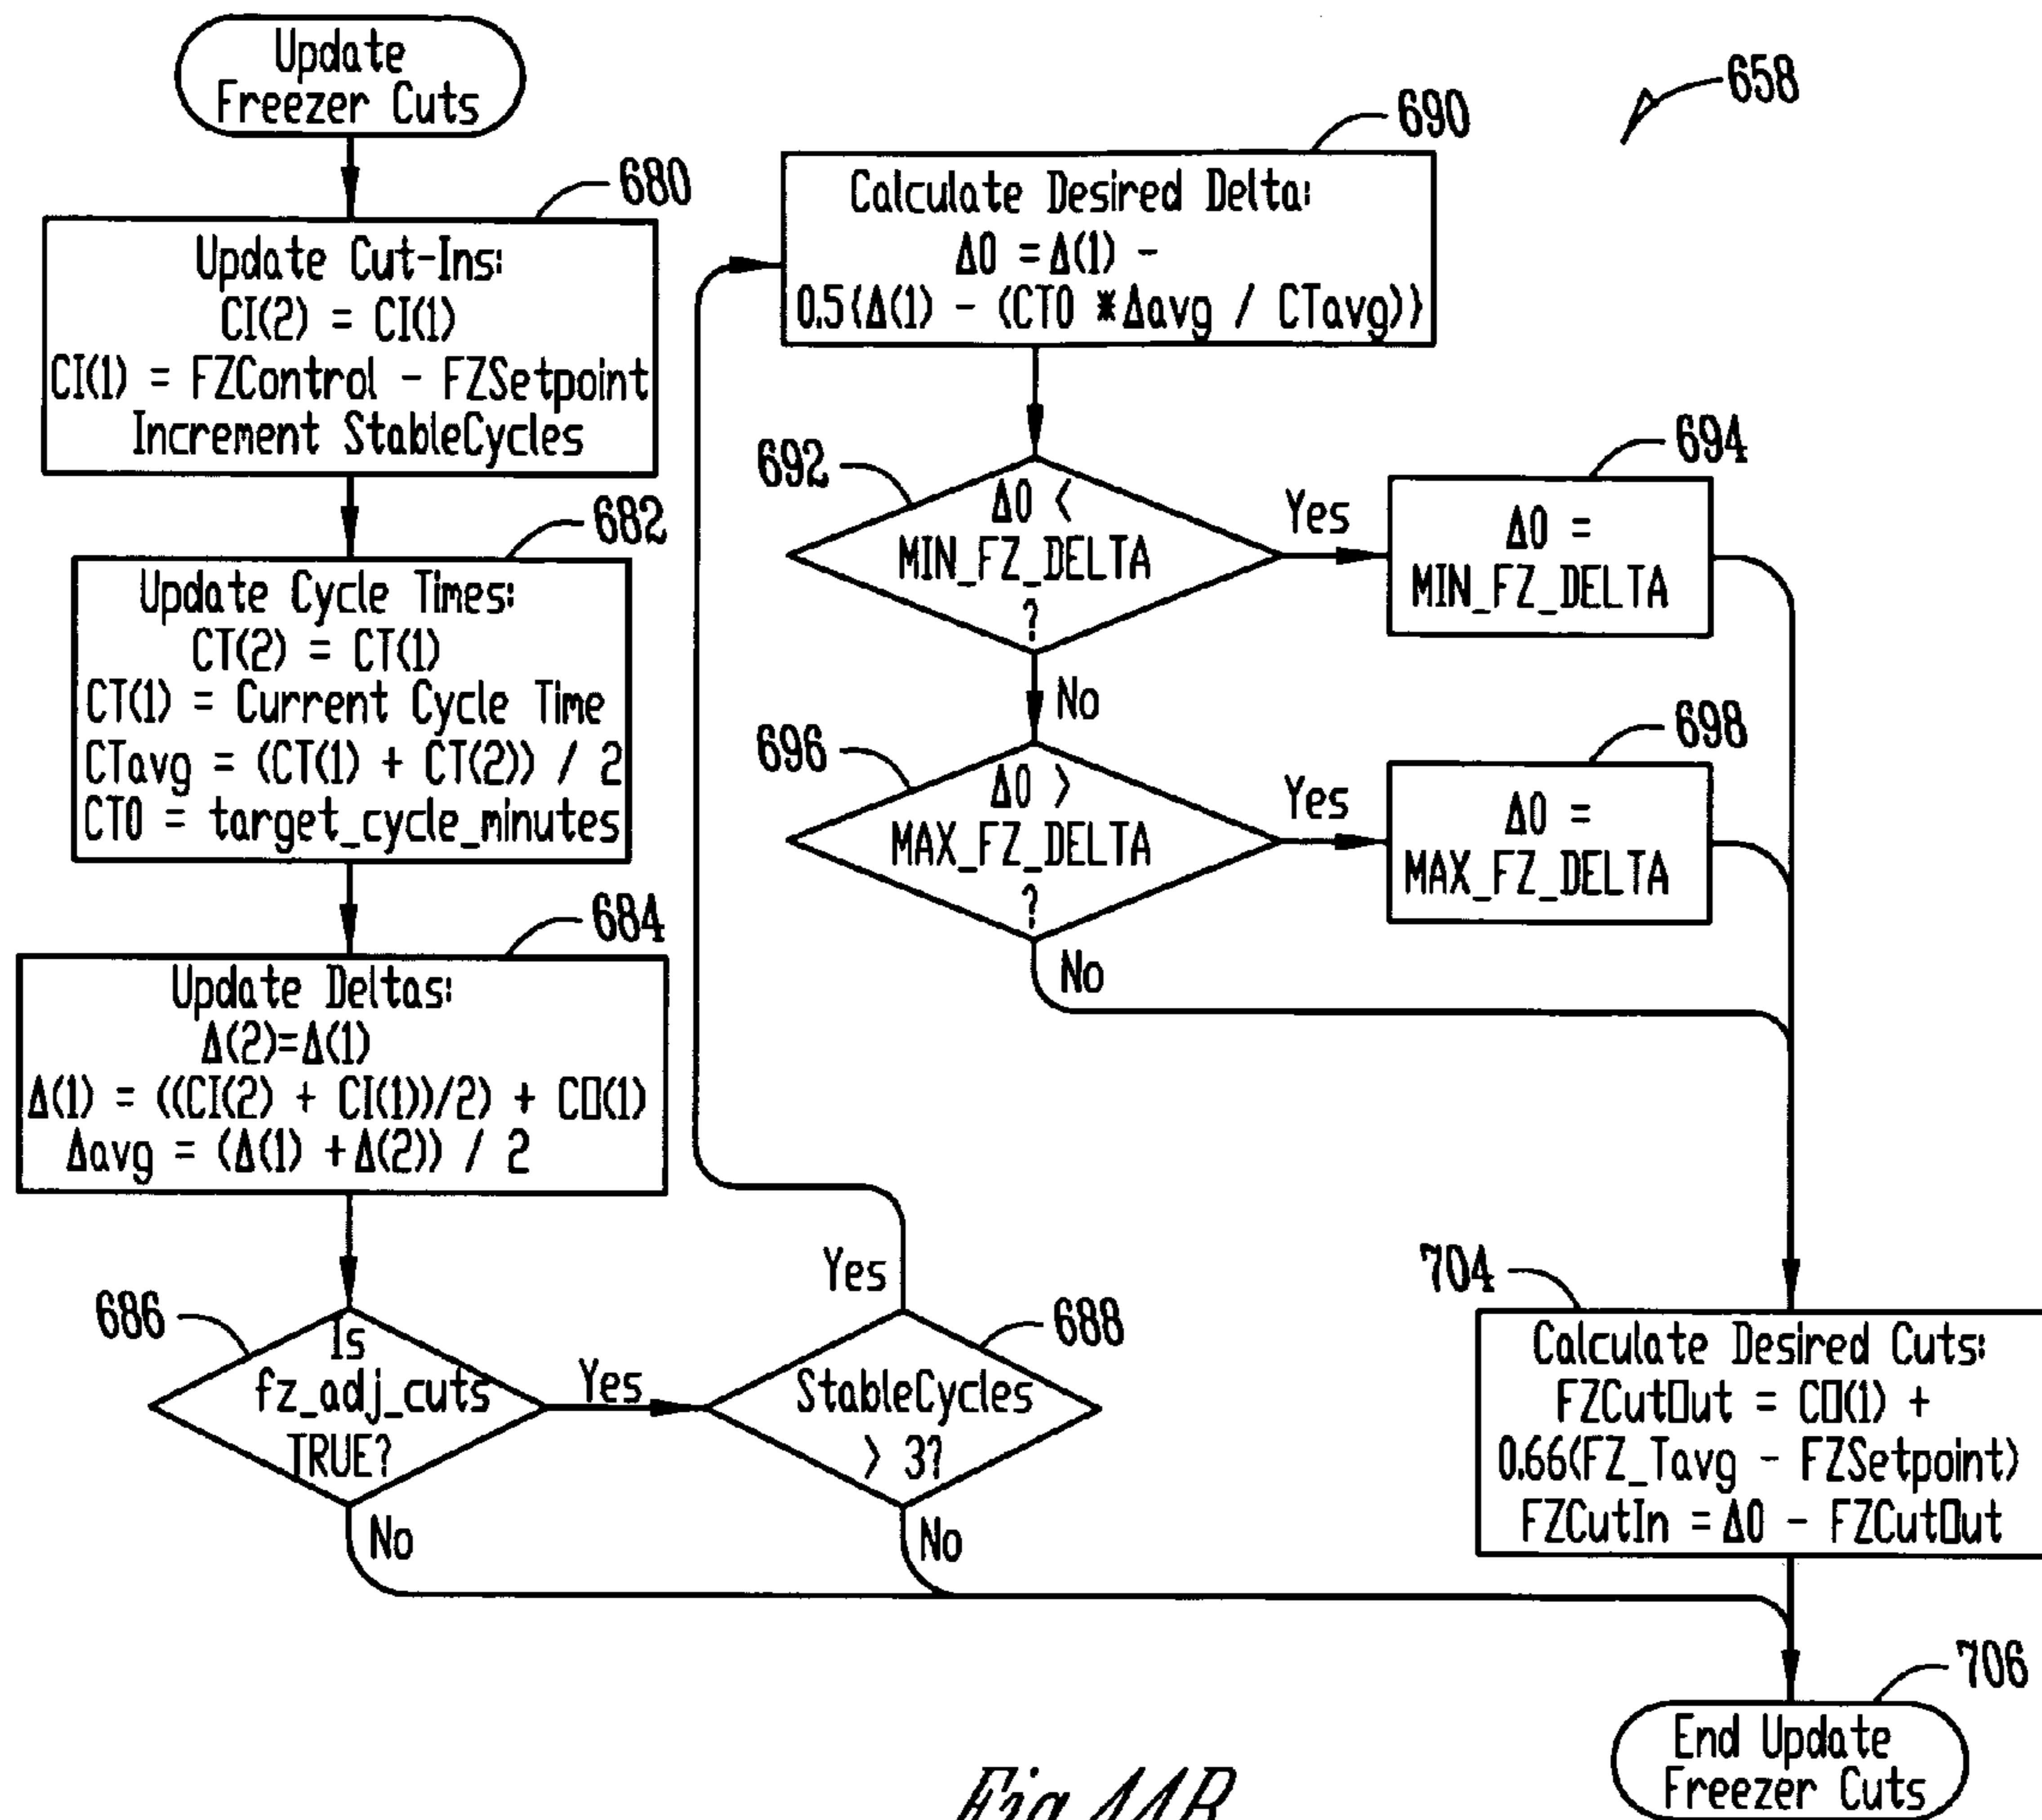 Update
Freezer Cuts
680
Update Cut-Ins:
CI(2) = CI(1)
CI(1) = FZControl - FZSetpoint
Increment StableCycles
682
Update Cycle Times:
CT(2) = CT(1)
CT(1) = Current Cycle Time
CTavg = (CT(1) + CT(2)) / 2
CT0 = target_cycle_minutes
684
Update Deltas:
Δ(2)=Δ(1)
Δ(1) = ((CI(2) + CI(1))/2) + CO(1)
Δavg = (Δ(1) +Δ(2)) / 2
686
Is
fz_adj_cuts
TRUE?
Yes
No
688
StableCycles
> 3?
Yes
No
658
690
Calculate Desired Delta:
Δ0 = Δ(1) -
0.5(Δ(1) - (CT0 *Δavg / CTavg))
692
Δ0 <
MIN_FZ_DELTA
?
Yes
No
694
Δ0 =
MIN_FZ_DELTA
696
Δ0 >
MAX_FZ_DELTA
?
Yes
No
698
Δ0 =
MAX_FZ_DELTA
704
Calculate Desired Cuts:
FZCutOut = CO(1) +
0.66(FZ_Tavg - FZSetpoint)
FZCutIn = Δ0 - FZCutOut
706
End Update
Freezer Cuts
Fig. 44B